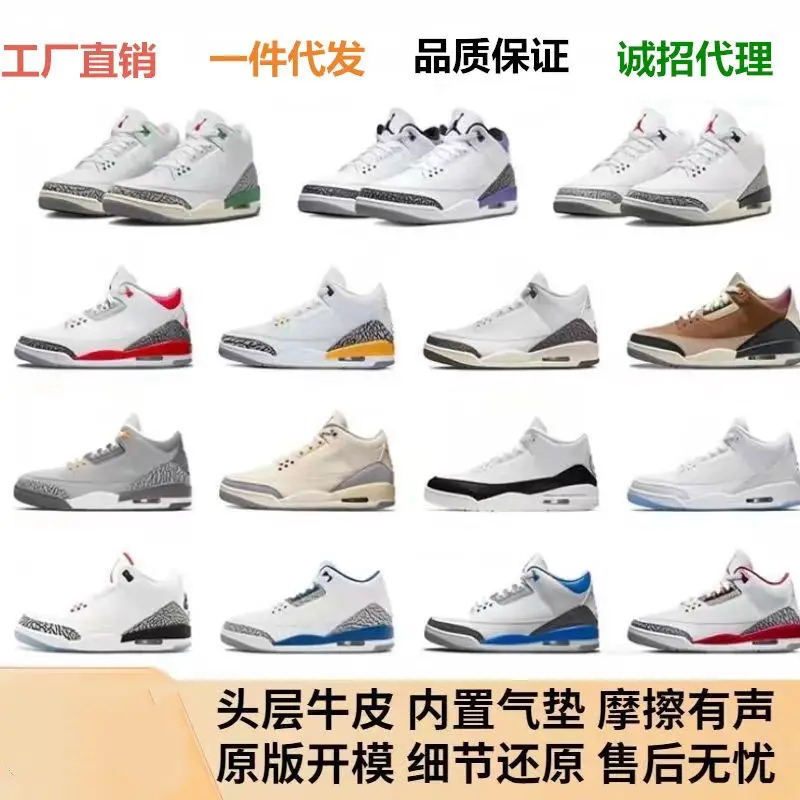 工厂直销 一件代发 品质保证 诚招代理
头层牛皮 内置气垫 摩擦有声
原版开模 细节还原 售后无忧